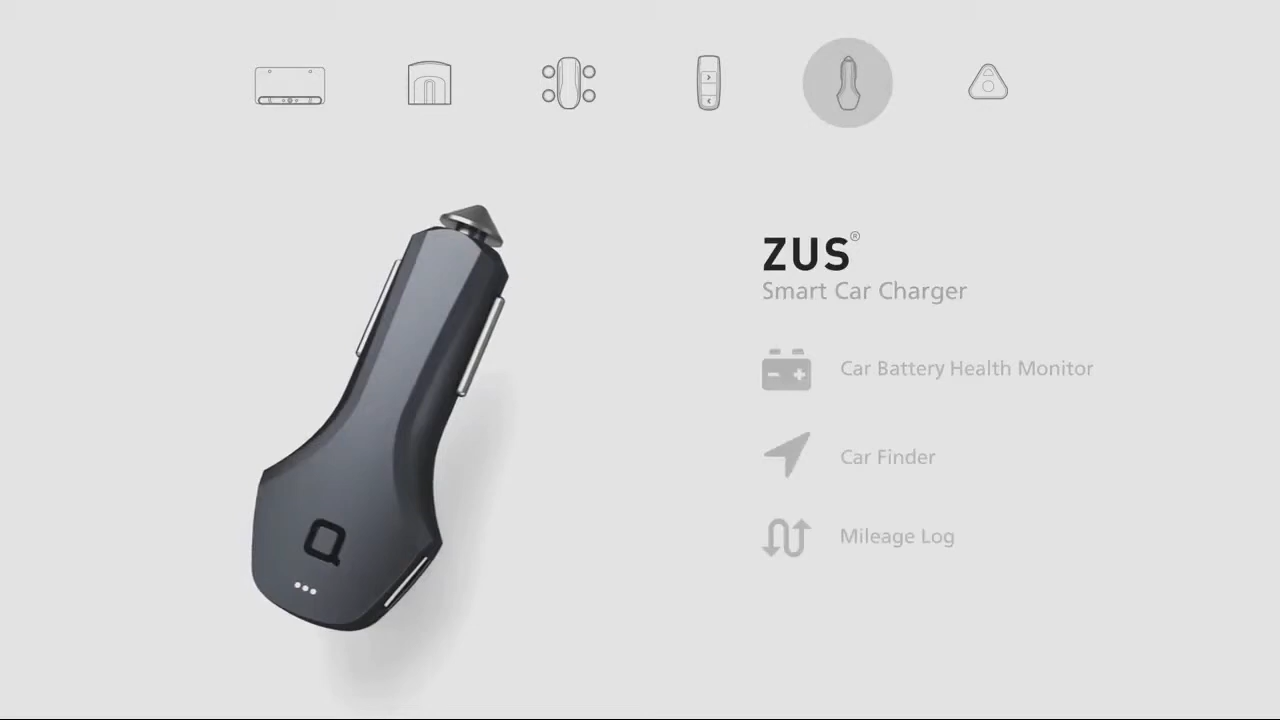 ZUS®
Smart Car Charger
Car Battery Health Monitor
Car Finder
Mileage Log